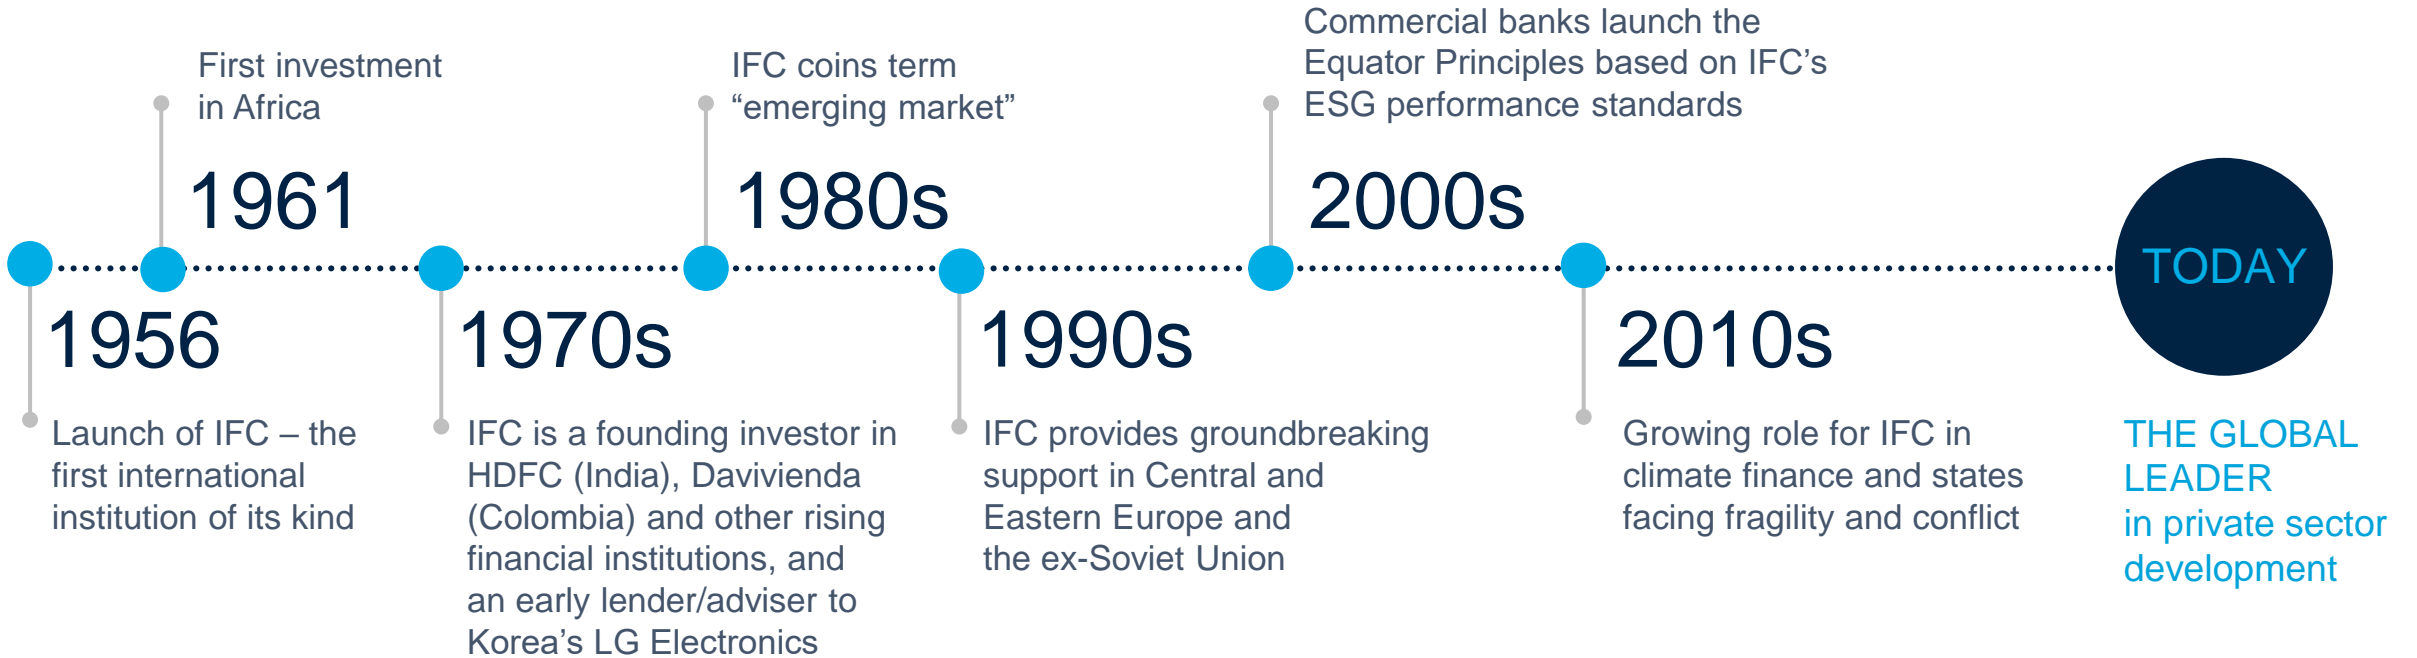 First investment
in Africa
1961
IFC coins term
“emerging market”
1980s
Commercial banks launch the
Equator Principles based on IFC’s
ESG performance standards
2000s
1956
Launch of IFC – the
first international
institution of its kind
1970s
IFC is a founding investor in
HDFC (India), Davivienda
(Colombia) and other rising
financial institutions, and
an early lender/adviser to
Korea’s LG Electronics
1990s
IFC provides groundbreaking
support in Central and
Eastern Europe and
the ex-Soviet Union
2010s
Growing role for IFC in
climate finance and states
facing fragility and conflict
TODAY
THE GLOBAL
LEADER
in private sector
development